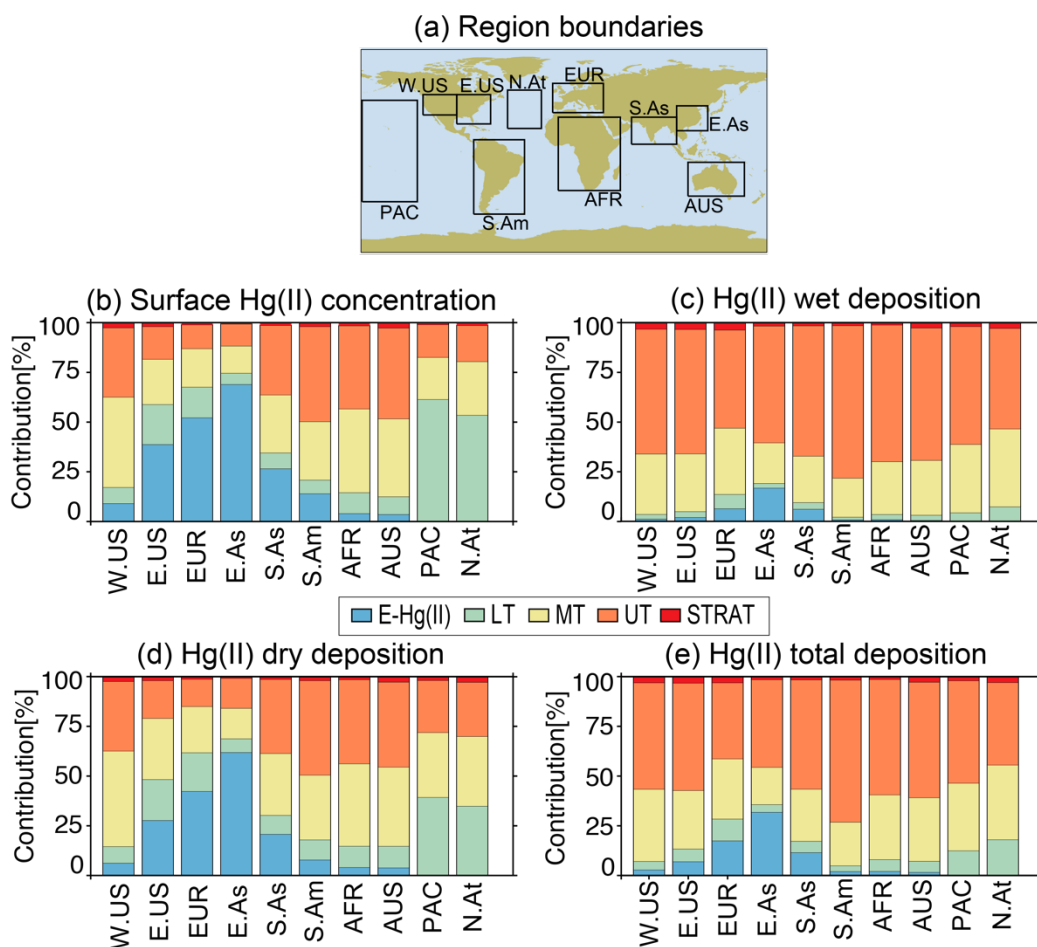 (a) Region boundaries
W.US E.US N.At EUR
S.As
E.As
PAC
S.Am
AFR
AUS
(b) Surface Hg(II) concentration
Contribution[%]
100
75
50
25
0
W.US E.US EUR E.As S.As S.Am AFR AUS PAC N.At
(c) Hg(II) wet deposition
Contribution[%]
100
75
50
25
0
W.US E.US EUR E.As S.As S.Am AFR AUS PAC N.At
E-Hg(II) LT MT UT STRAT
(d) Hg(II) dry deposition
Contribution[%]
100
75
50
25
0
W.US E.US EUR E.As S.As S.Am AFR AUS PAC N.At
(e) Hg(II) total deposition
Contribution[%]
100
75
50
25
0
W.US E.US EUR E.As S.As S.Am AFR AUS PAC N.At